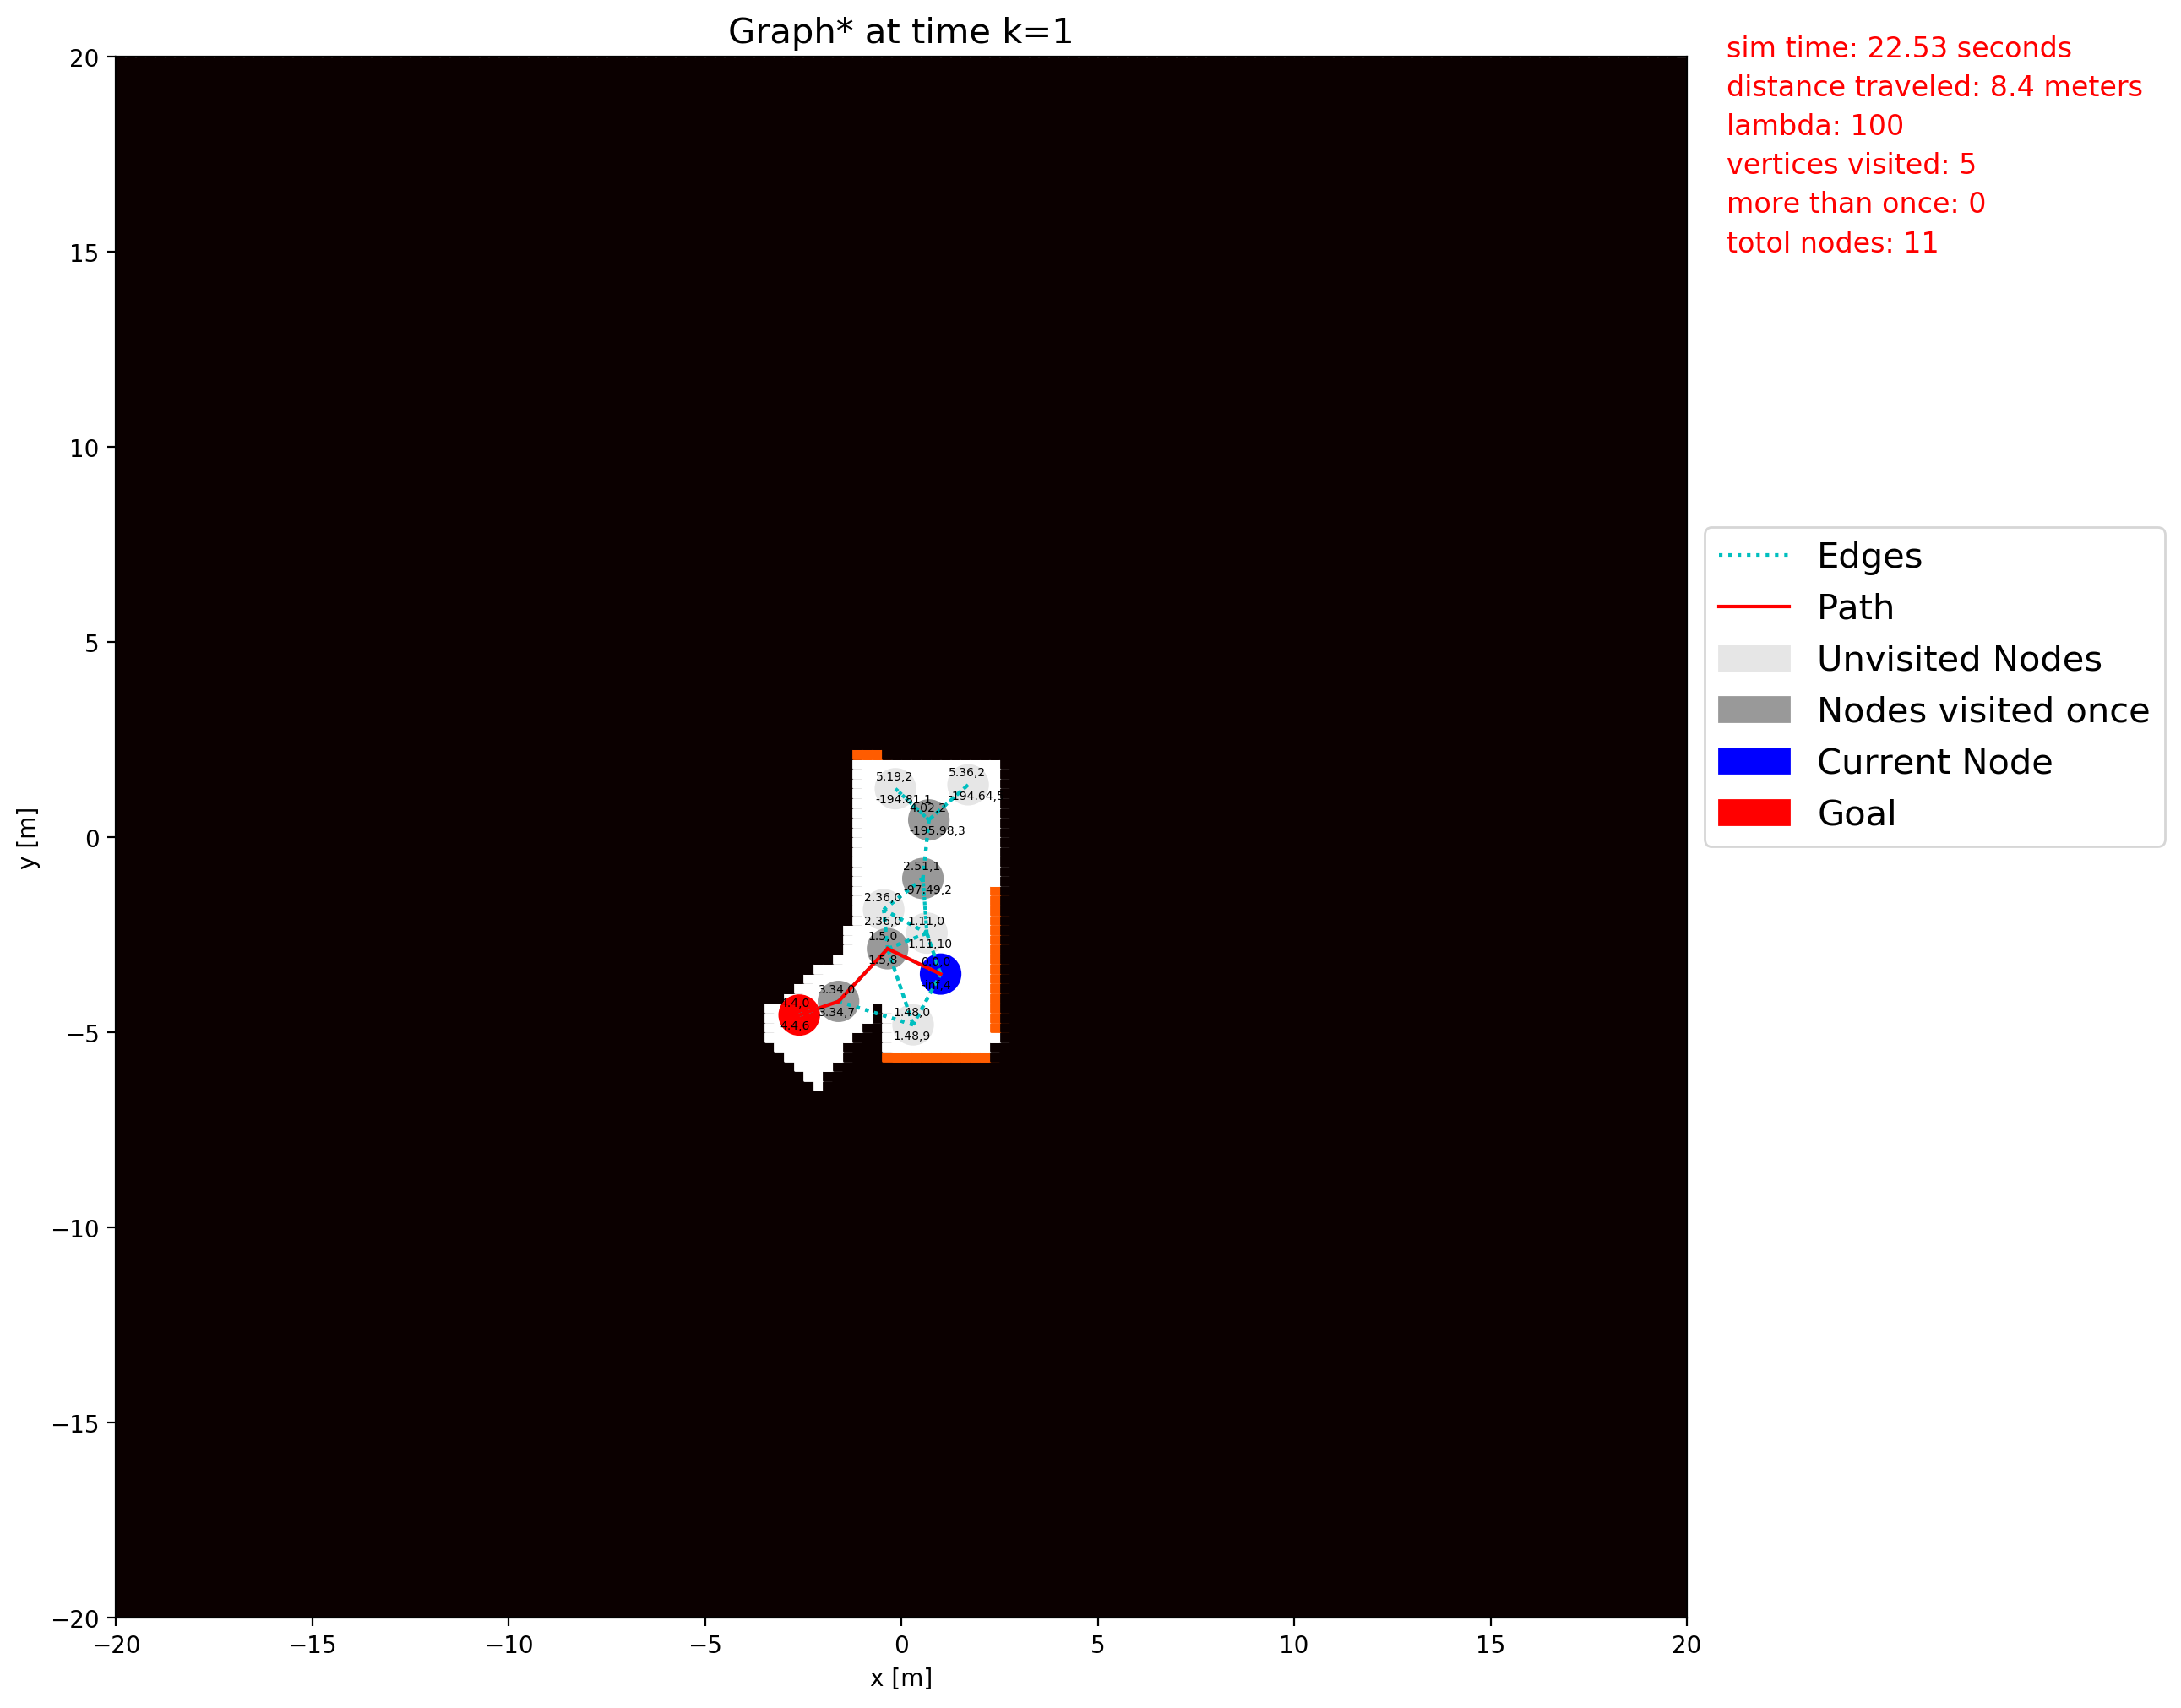 Graph* at time k=1
sim time: 22.53 seconds
distance traveled: 8.4 meters
lambda: 100
vertices visited: 5
more than once: 0
totol nodes: 11
Edges
Path
Unvisited Nodes
Nodes visited once
Current Node
Goal
20
15
10
5
0
−5
−10
−15
−20
y [m]
5.19,2
-194.81,1
5.36,2
-194.64,5
4.02,2
-195.98,3
2.51,1
-97.49,2
2.36,0
2.36,0
1.11,0
1.11,10
1.5,0
1.5,8
3.34,0
3.34,7
4.4,0
4.4,6
1.48,0
1.48,9
−20
−15
−10
−5
0
5
10
15
20
x [m]